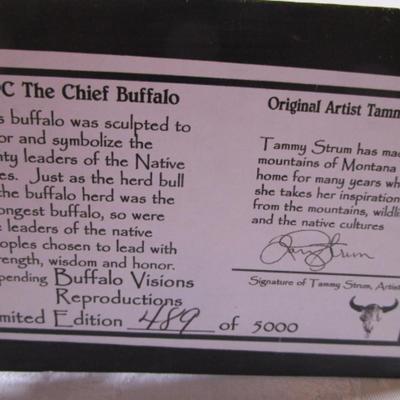 C The Chief Buffalo
s buffalo was sculpted to
or and symbolize the
hty leaders of the Native
es. Just as the herd bull
the buffalo herd was the
ongest buffalo, so were
e leaders of the native
oples chosen to lead with
rength, wisdom and honor.
pending Buffalo Visions
Reproductions
imited Edition 489 of 5000
Original Artist Tamm
Tammy Strum has mad
mountains of Montana
home for many years wh
she takes her inspiration
from the mountains, wildli
and the native cultures
Signature of Tammy Strum, Artist